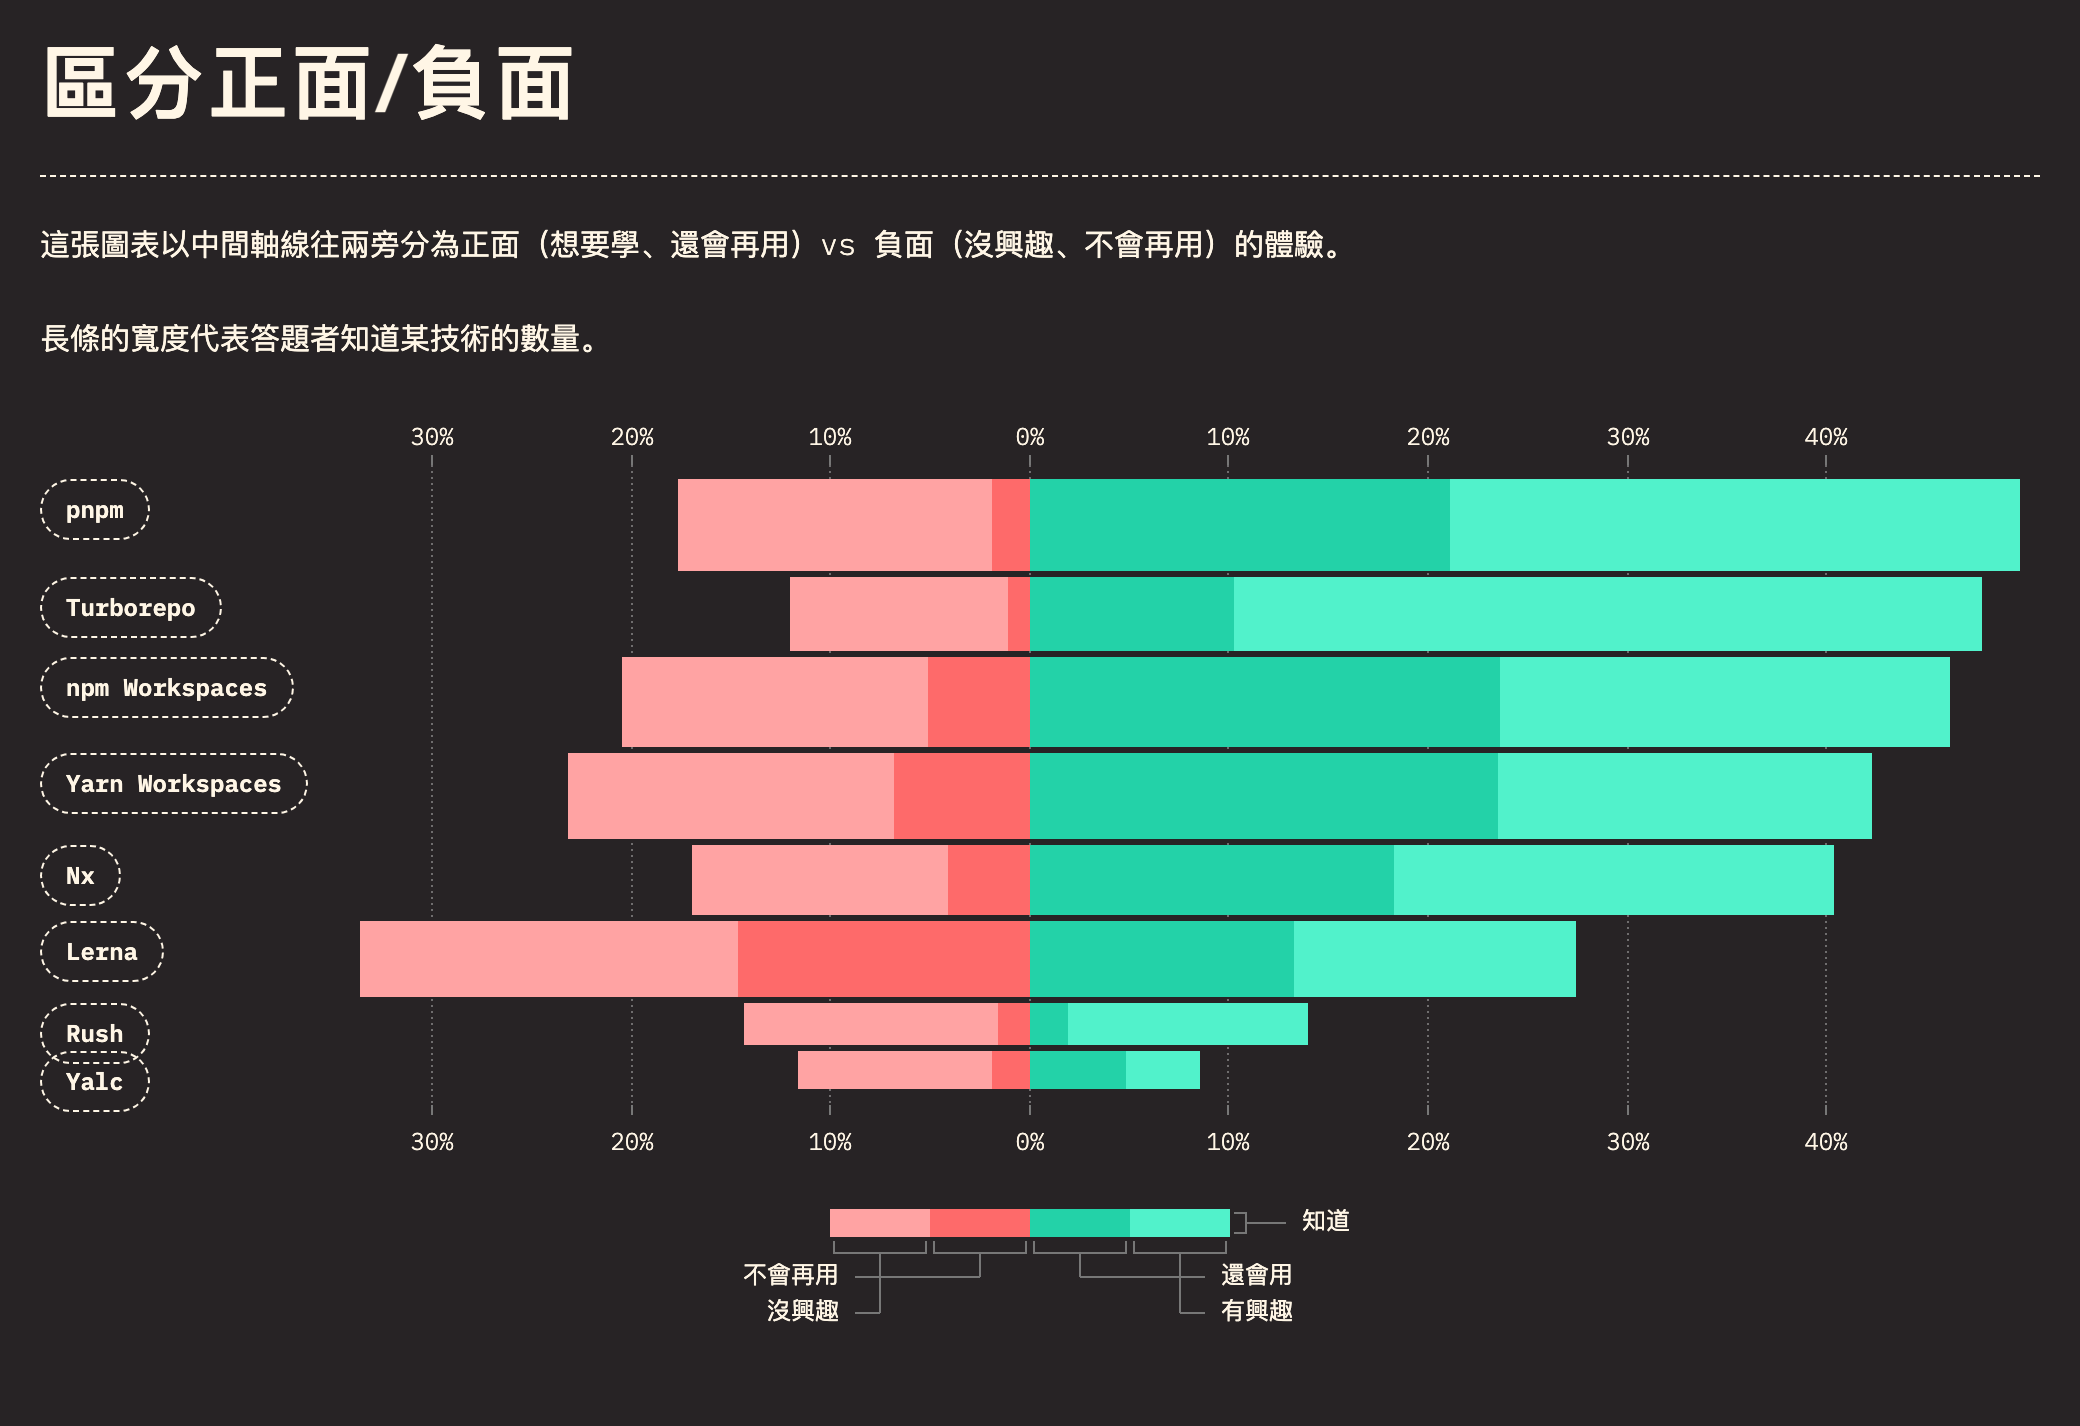 區分正面/負面
這張圖表以中間軸線往兩旁分為正面（想要學、還會再用）vs 負面（沒興趣、不會再用）的體驗。
長條的寬度代表答題者知道某技術的數量。
30% 20% 10% 0% 10% 20% 30% 40%
pnpm
Turborepo
npm Workspaces
Yarn Workspaces
Nx
Lerna
Rush
Yalc
30% 20% 10% 0% 10% 20% 30% 40%
知道
不會再用 還會用
沒興趣 有興趣